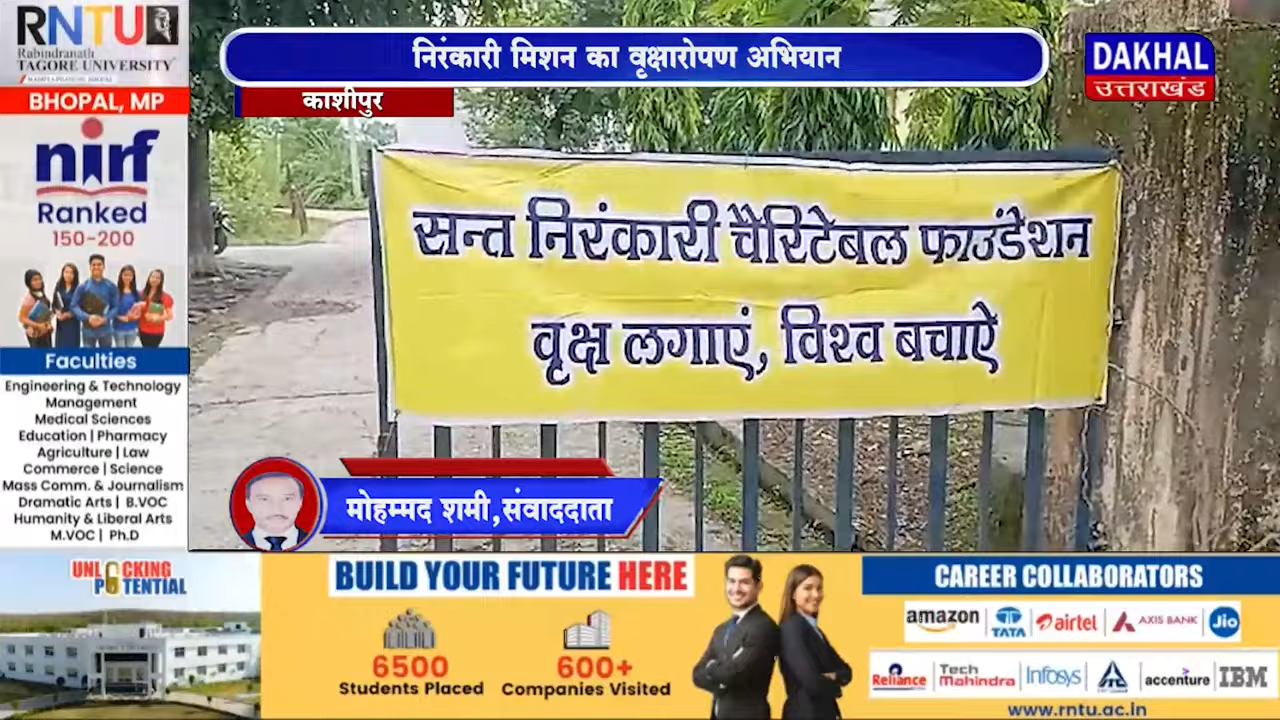 RNTU
Rabindranath
TAGORE UNIVERSITY
BHOPAL, MP
nirf
Ranked
150-200
Faculties
Engineering & Technology
Management
Medical Sciences
Education | Pharmacy
Agriculture | Law
Commerce | Science
Mass Comm. & Journalism
Dramatic Arts | B.VOC
Humanity & Liberal Arts
M.VOC | Ph.D
निरंकारी मिशन का वृक्षारोपण अभियान
काशीपुर
DAKHAL
उत्तराखंड
सन्त निरंकारी चैरिटेबल फाउंडेशन
वृक्ष लगाएं, विश्व बचाऐ
मोहम्मद शमी,संवाददाता
UNLOCKING
POTENTIAL
BUILD YOUR FUTURE HERE
6500
Students Placed
600+
Companies Visited
CAREER COLLABORATORS
amazon TATA airtel AXIS BANK Jio
Reliance Tech Mahindra Infosys accenture IBM
www.rntu.ac.in